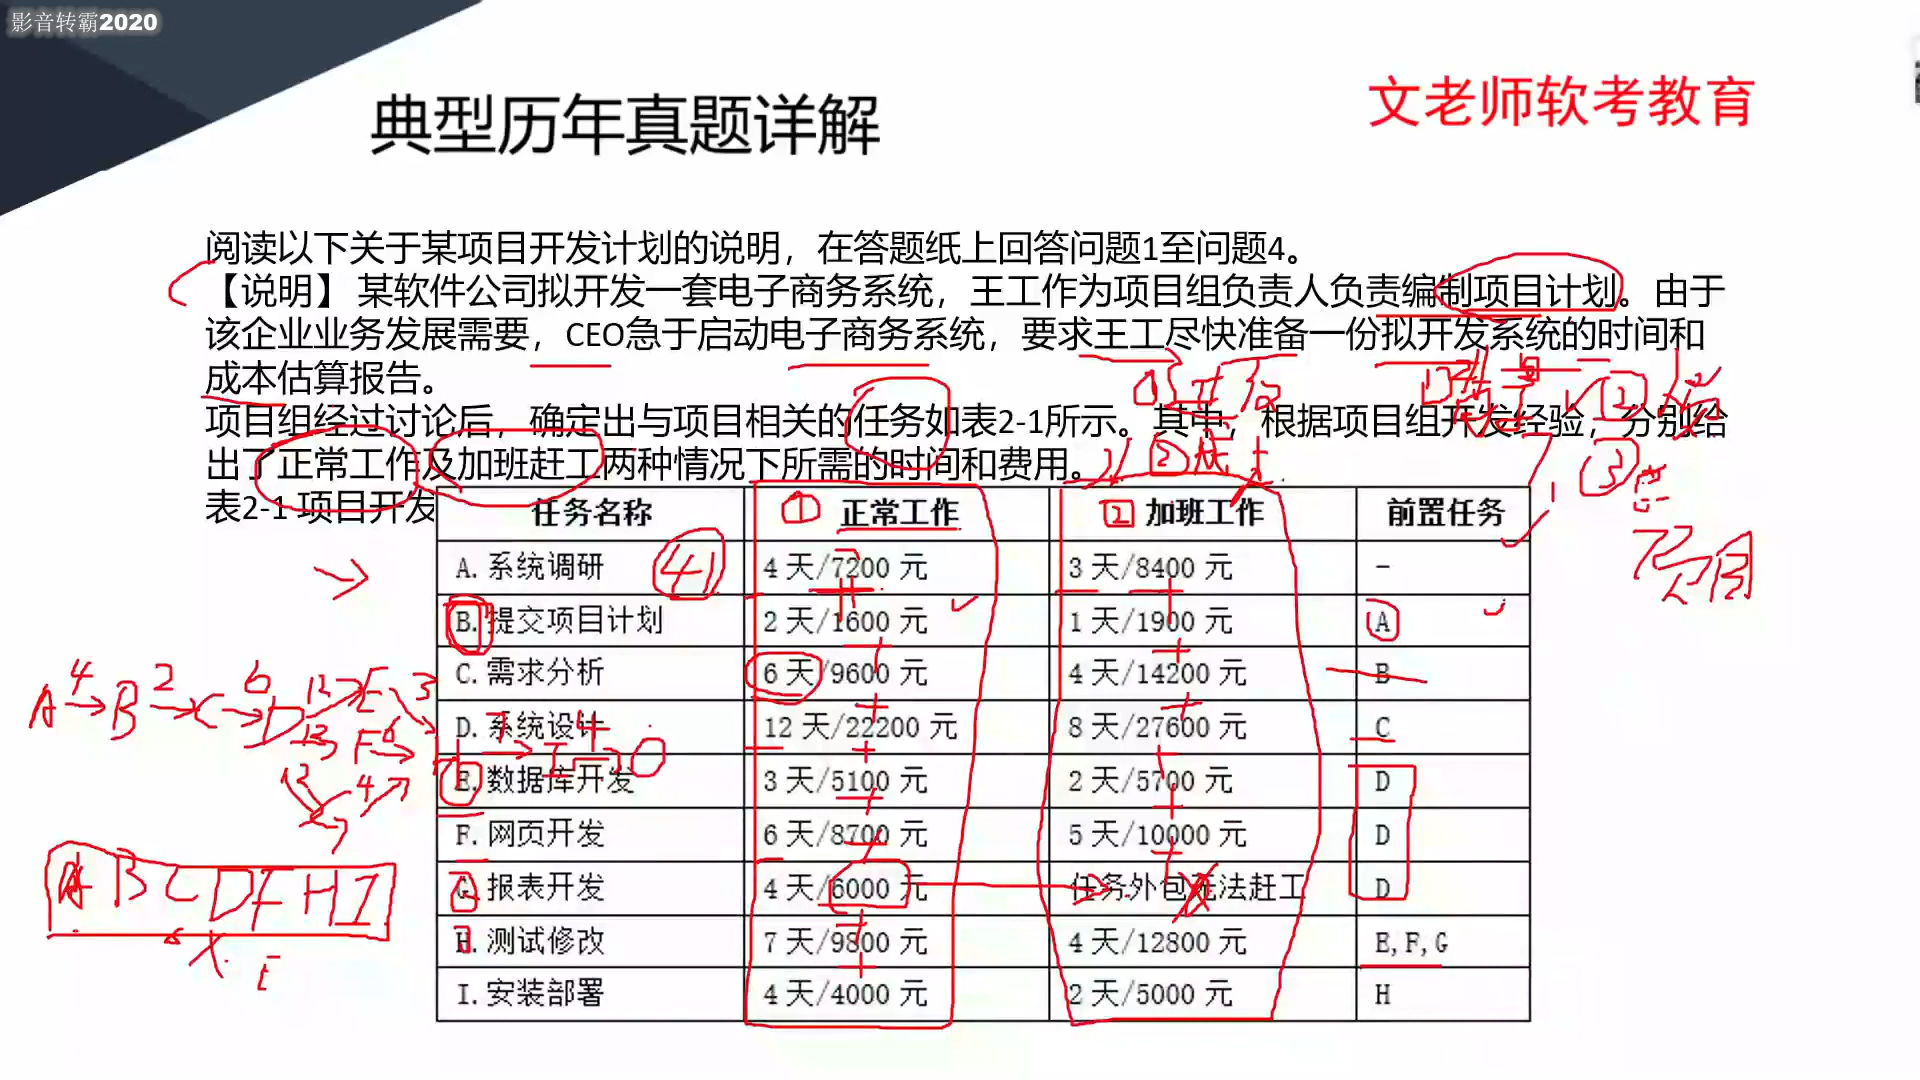 影音转霸2020
典型历年真题详解
文老师软考教育
阅读以下关于某项目开发计划的说明，在答题纸上回答问题1至问题4。
【说明】 某软件公司拟开发一套电子商务系统，王工作为项目组负责人负责编制项目计划。由于
该企业业务发展需要，CEO急于启动电子商务系统，要求王工尽快准备一份拟开发系统的时间和
成本估算报告。
项目组经过讨论后，确定出与项目相关的任务如表2-1所示。其中，根据项目组开发经验，分别给
出了正常工作及加班赶工两种情况下所需的时间和费用。
表2-1 项目开发
任务名称 ① 正常工作 2 加班工作 前置任务
A. 系统调研 41 4 天/7200 元 3 天/8400 元 -
B. 提交项目计划 2 天/1600 元 1 天/1900 元 A
C. 需求分析 6 天/9600 元 4 天/14200 元 B
D. 系统设计 12 天/22200 元 8 天/27600 元 C
E. 数据库开发 3 天/5100 元 2 天/5700 元 D
F. 网页开发 6 天/8700 元 5 天/10000 元 D
G. 报表开发 4 天/6000 元 任务外包无法赶工 D
H. 测试修改 7 天/9800 元 4 天/12800 元 E,F,G
I. 安装部署 4 天/4000 元 2 天/5000 元 H
A 4 B 2 C 6 D 12 E 3
A B C D F H I
项目